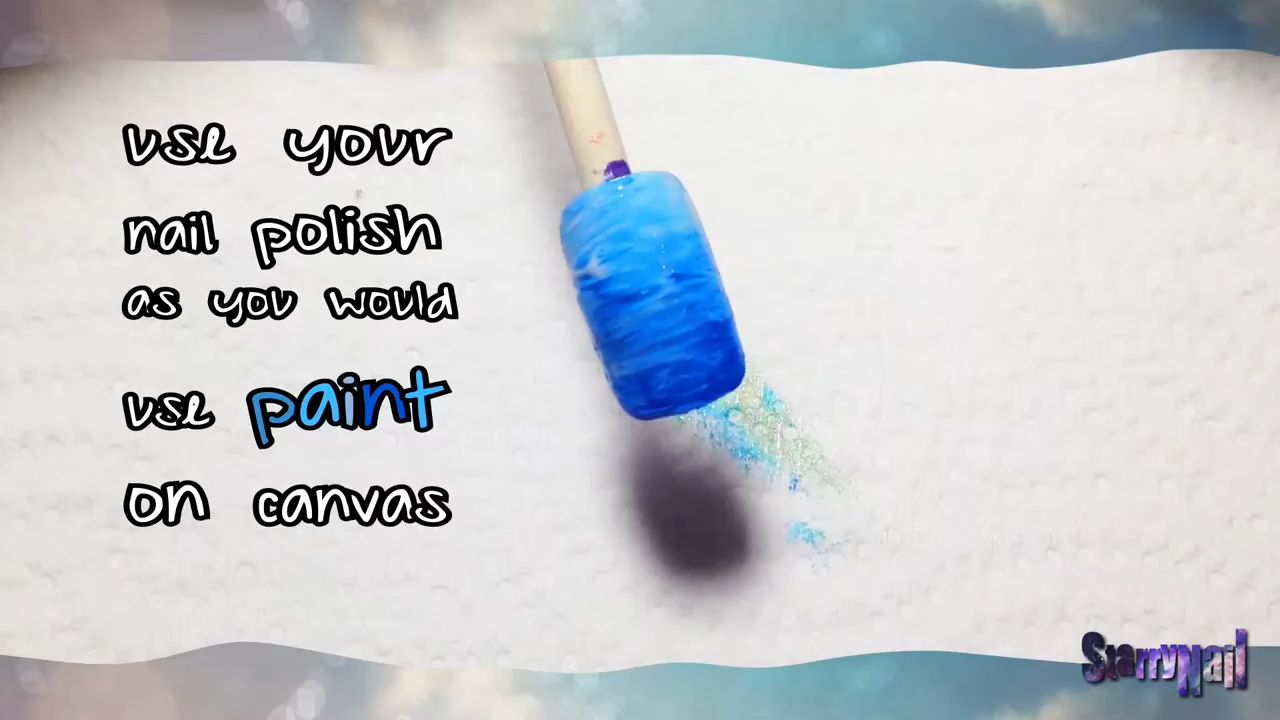 use your
nail polish
as you would
use paint
on canvas
StarryNail